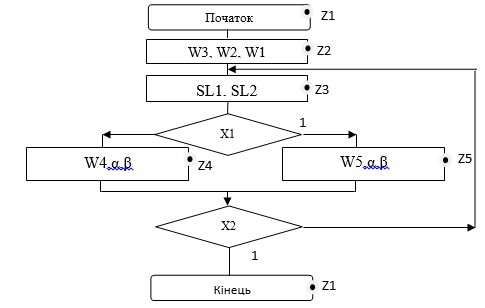 Початок Z1
W3, W2, W1 Z2
SL1, SL2 Z3
X1 1
W4,α,β Z4
W5,α,β Z5
X2
1
Кінець Z1